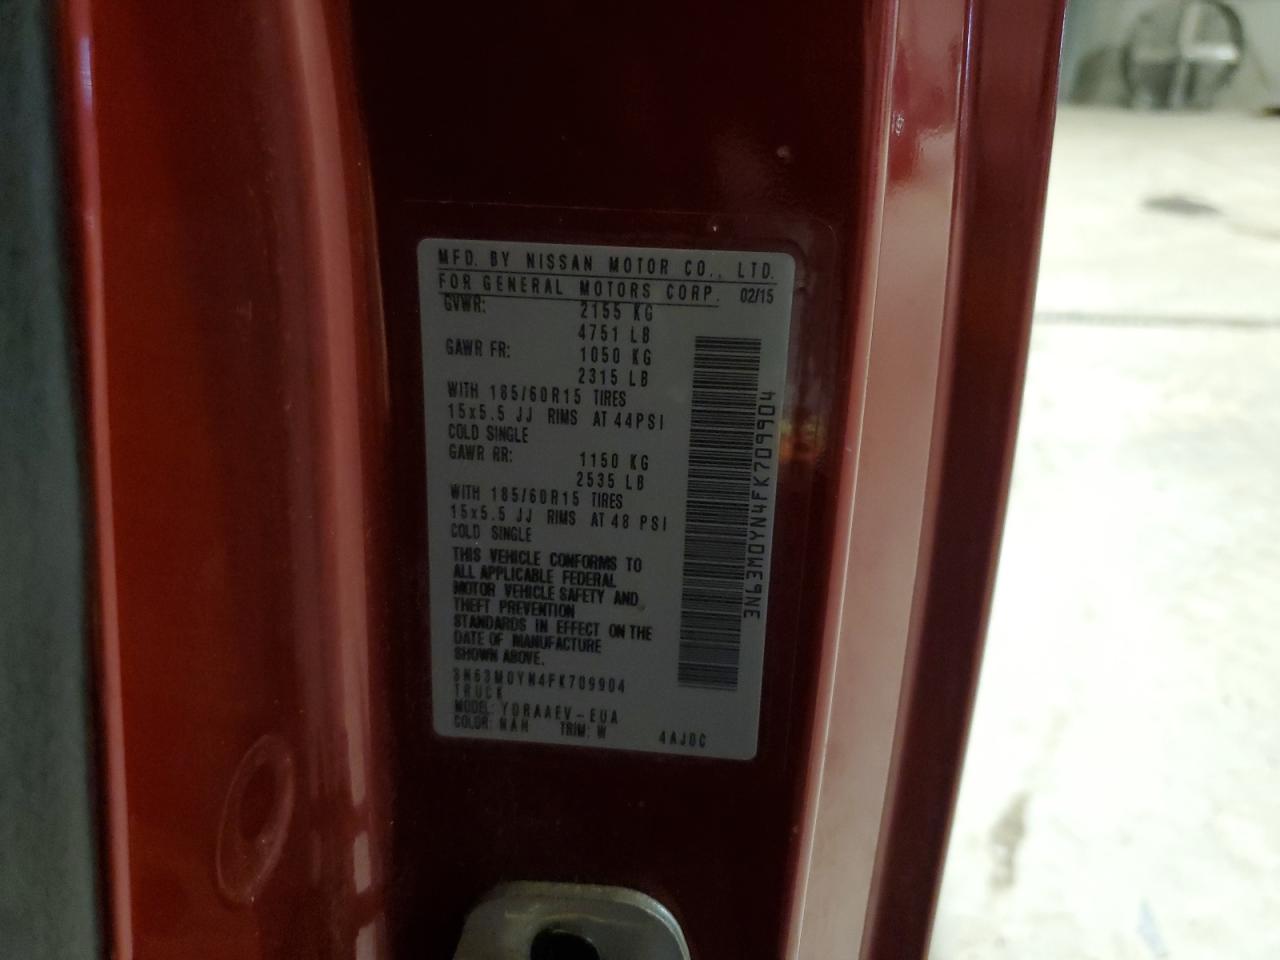 MFD. BY NISSAN MOTOR CO., LTD.
FOR GENERAL MOTORS CORP. 02/15
GVWR: 2155 KG
4751 LB
GAWR FR: 1050 KG
2315 LB
WITH 185/60R15 TIRES
15x5.5 JJ RIMS AT 44PSI
COLD SINGLE
GAWR RR: 1150 KG
2535 LB
WITH 185/60R15 TIRES
15x5.5 JJ RIMS AT 48 PSI
COLD SINGLE
THIS VEHICLE CONFORMS TO
ALL APPLICABLE FEDERAL
MOTOR VEHICLE SAFETY AND
THEFT PREVENTION
STANDARDS IN EFFECT ON THE
DATE OF MANUFACTURE
SHOWN ABOVE.
3N63M0YN4FK709904
TRUCK
MODEL: YDRAAEV-EUA
COLOR: NAH TRIM: W 4AJ0C
3N63M0YN4FK709904